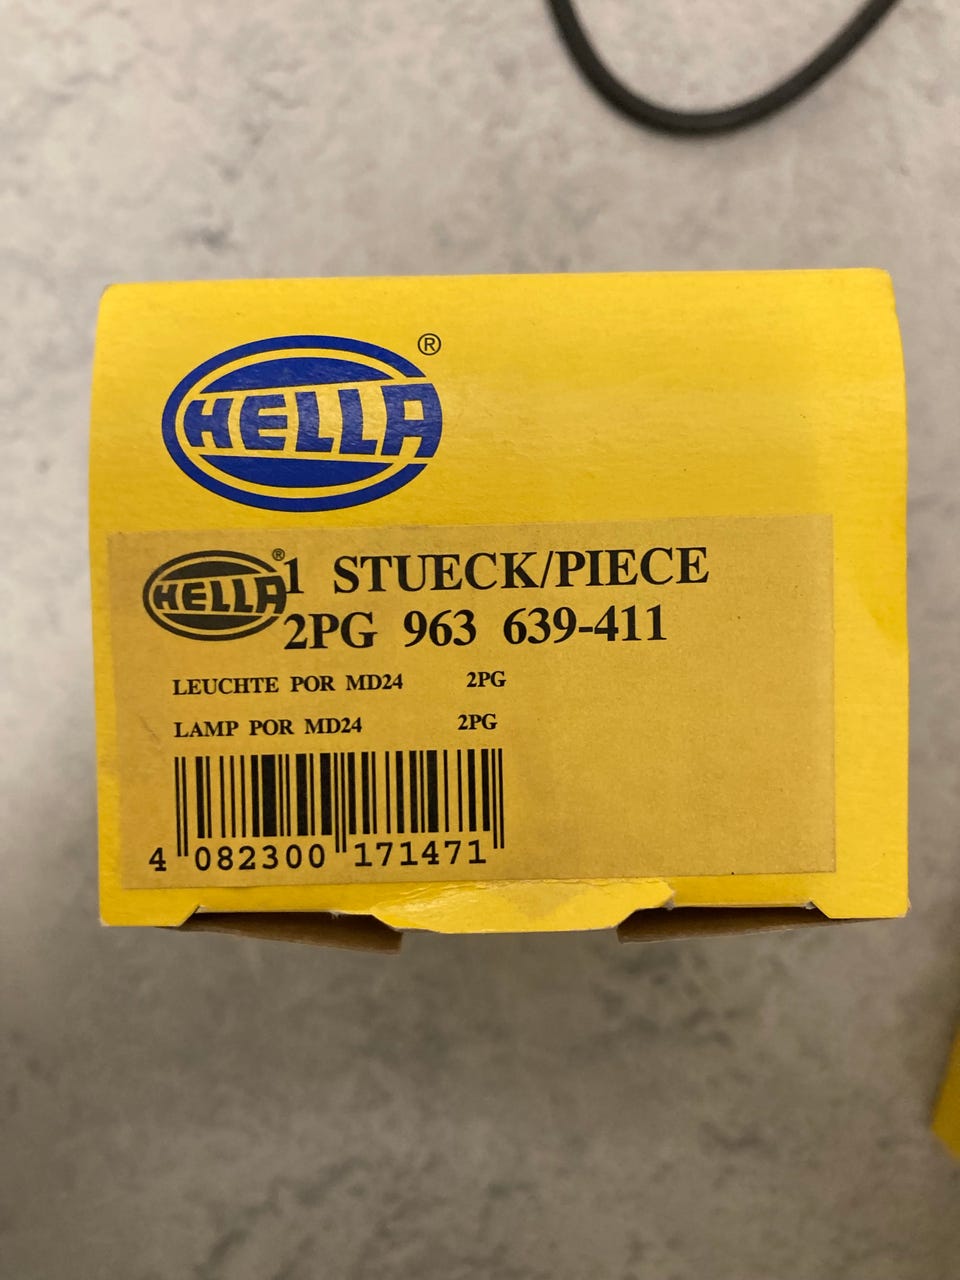 HELLA®
HELLA® 1 STUECK/PIECE
2PG 963 639-411
LEUCHTE POR MD24 2PG
LAMP POR MD24 2PG
4 082300 171471